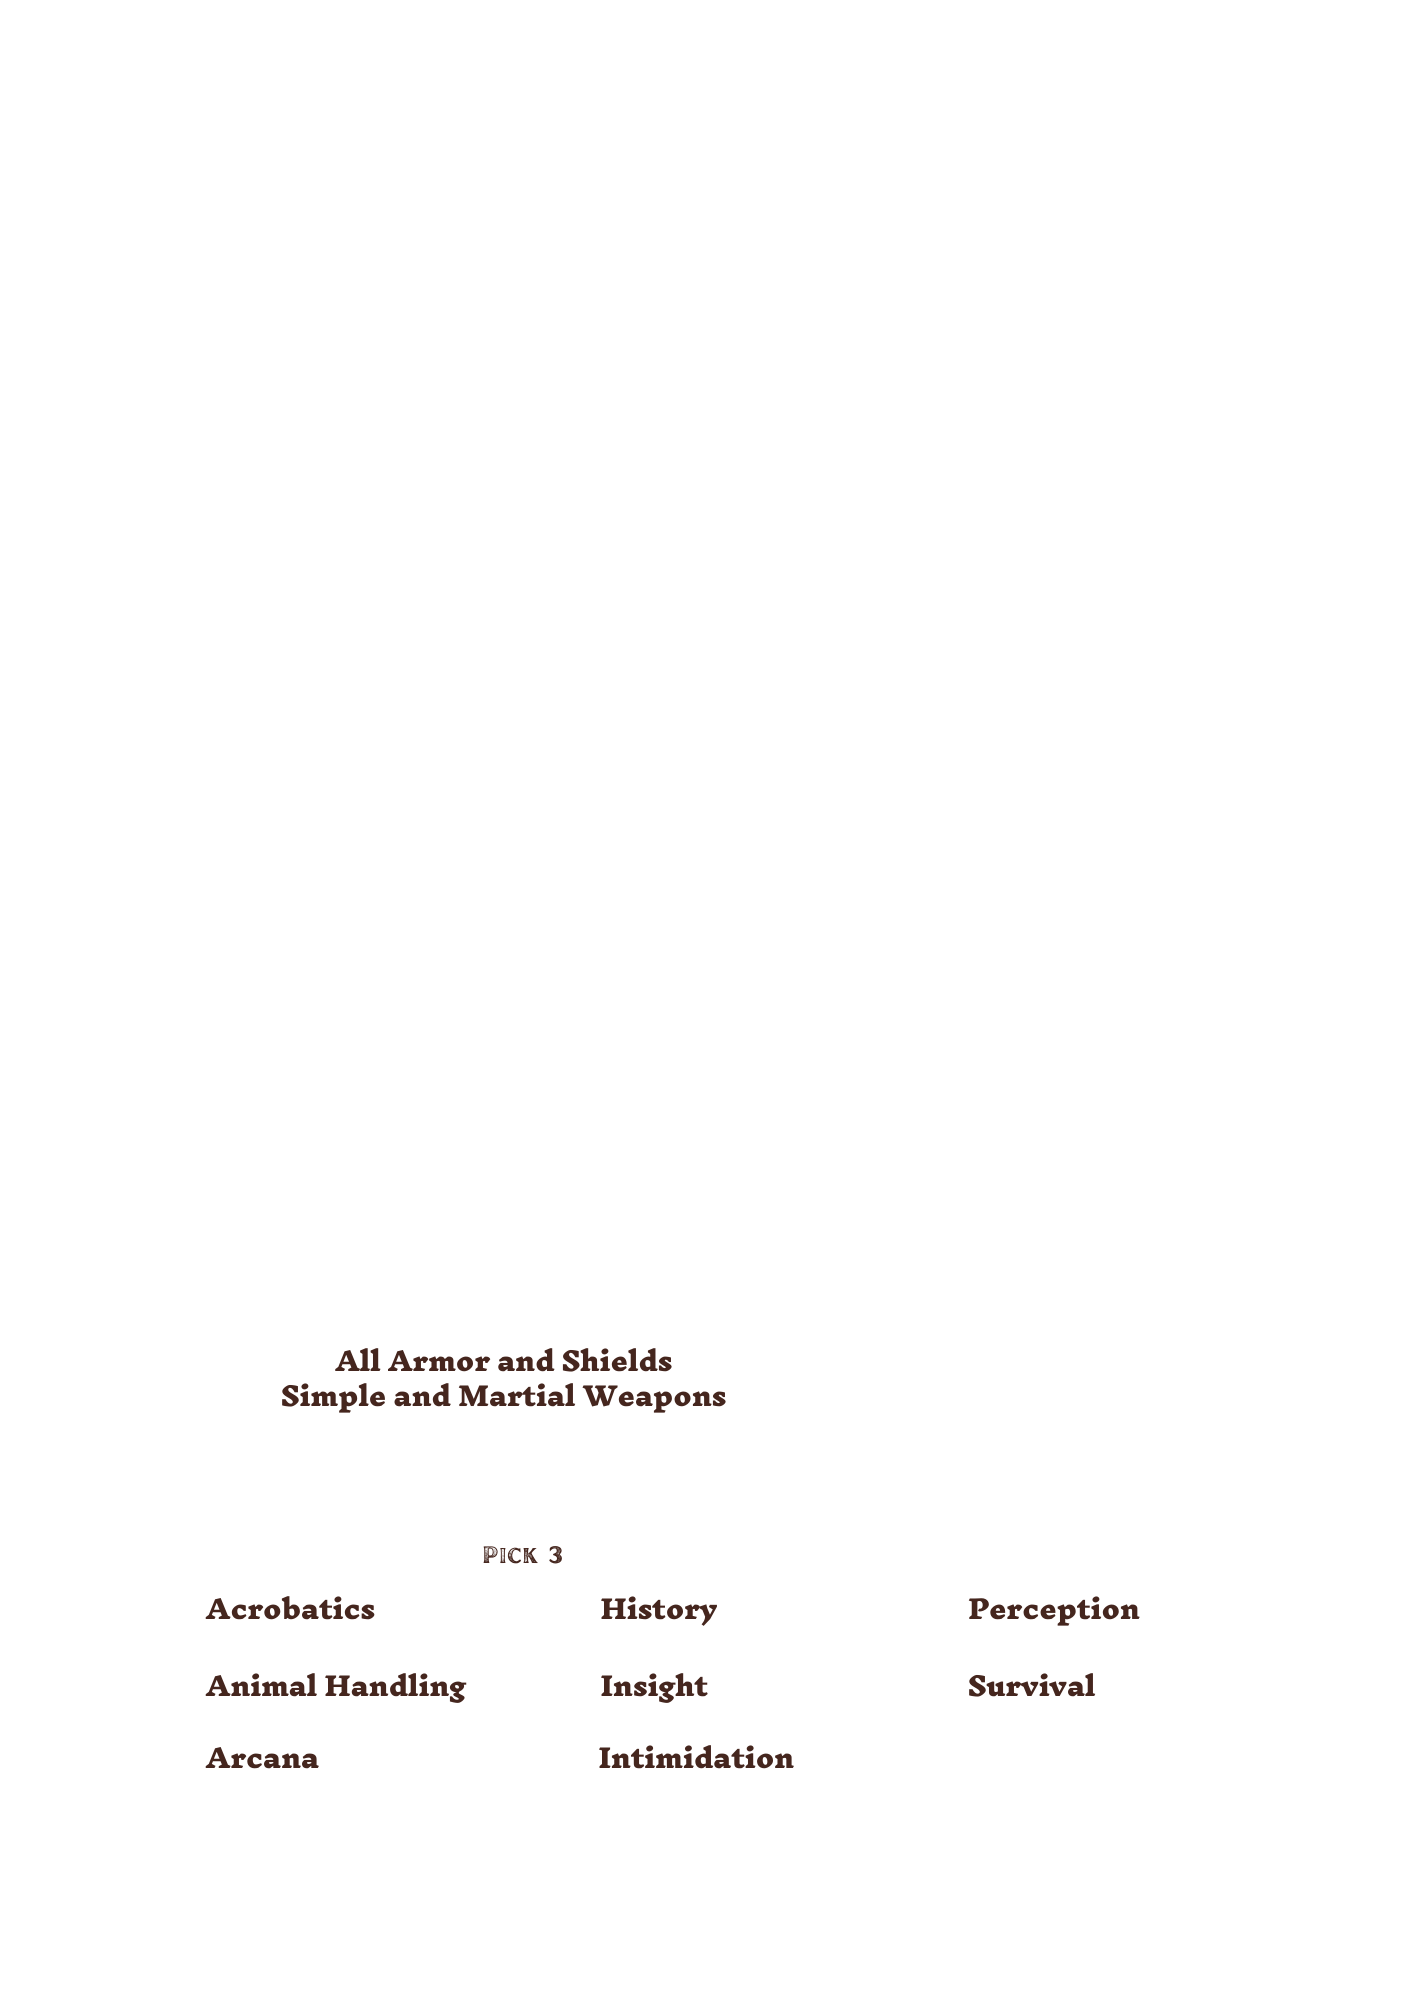 All Armor and Shields
Simple and Martial Weapons
Pick 3
Acrobatics History Perception
Animal Handling Insight Survival
Arcana Intimidation